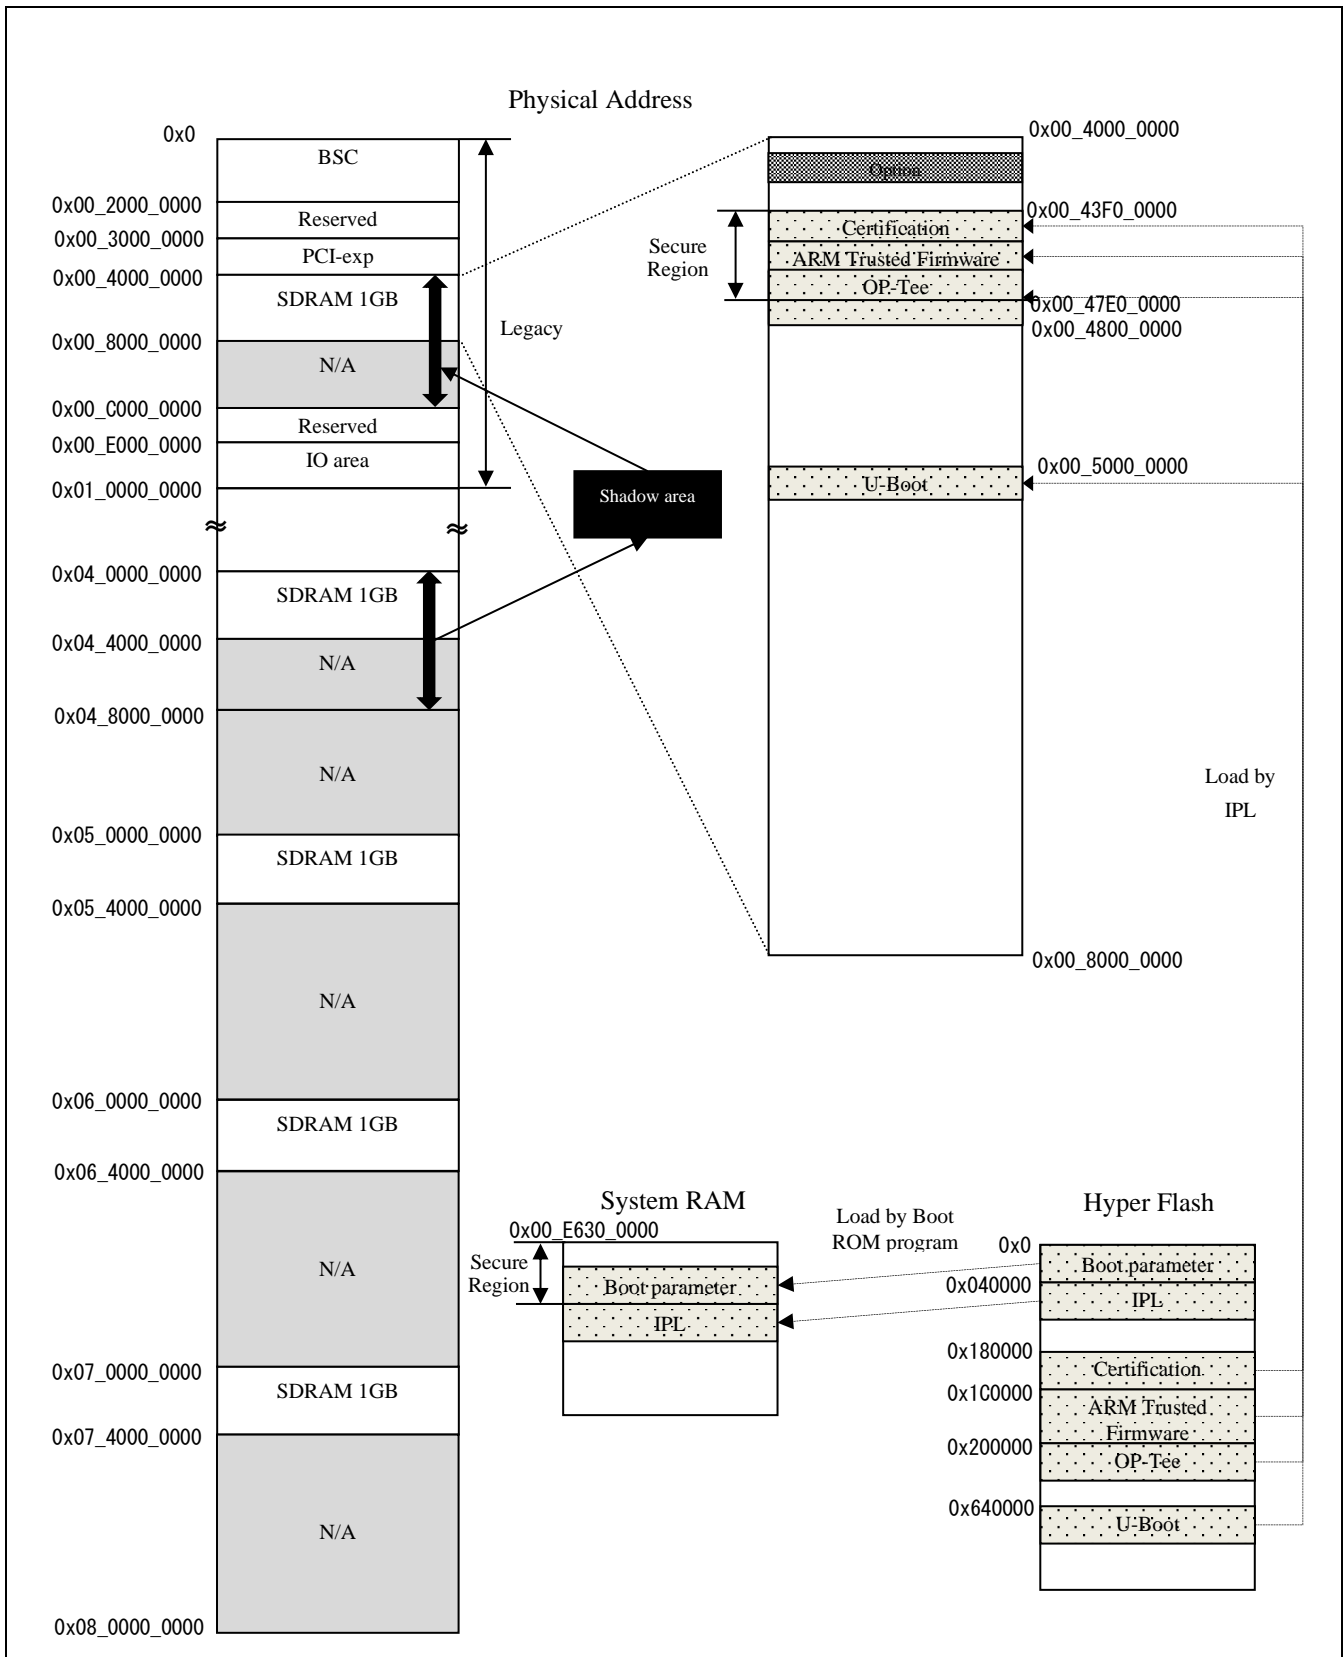 Physical Address
0x0
BSC
0x00_2000_0000
Reserved
0x00_3000_0000
PCI-exp
0x00_4000_0000
SDRAM 1GB
0x00_8000_0000
N/A
0x00_C000_0000
Reserved
0x00_E000_0000
IO area
0x01_0000_0000
Legacy
Shadow area
0x04_0000_0000
SDRAM 1GB
0x04_4000_0000
N/A
0x04_8000_0000
N/A
0x05_0000_0000
SDRAM 1GB
0x05_4000_0000
N/A
0x06_0000_0000
SDRAM 1GB
0x06_4000_0000
N/A
0x07_0000_0000
SDRAM 1GB
0x07_4000_0000
N/A
0x08_0000_0000
0x00_4000_0000
Option
0x00_43F0_0000
Secure
Region
Certification
ARM Trusted Firmware
OP-Tee
0x00_47E0_0000
0x00_4800_0000
0x00_5000_0000
U-Boot
0x00_8000_0000
Load by
IPL
System RAM
0x00_E630_0000
Secure
Region
Boot parameter
IPL
Load by Boot
ROM program
Hyper Flash
0x0
Boot parameter
0x040000
IPL
0x180000
Certification
0x1C0000
ARM Trusted
Firmware
0x200000
OP-Tee
0x640000
U-Boot